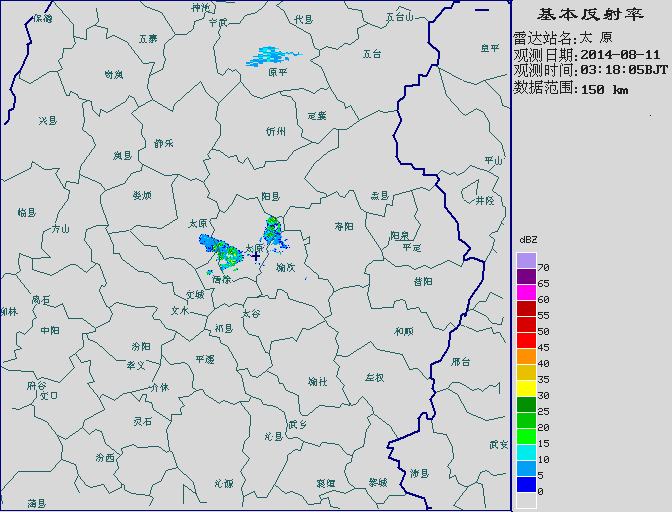 基本反射率
雷达站名:太 原
观测日期:2014-08-11
观测时间:03:18:05BJT
数据范围:150 km
dBZ
70
65
60
55
50
45
40
35
30
25
20
15
10
5
0
保德
神池
宁武
代县
五台山
五寨
岢岚
原平
五台
阜平
兴县
静乐
定襄
忻州
岚县
平山
娄烦
阳县
盂县
井陉
临县
方山
太原
太原
寿阳
阳泉
平定
榆次
清徐
昔阳
离石
文城
柳林
文水
太谷
中阳
祁县
和顺
汾阳
孝义
平遥
邢台
介休
榆社
左权
灵石
武乡
沁县
武安
汾西
沁源
襄垣
黎城
蒲县